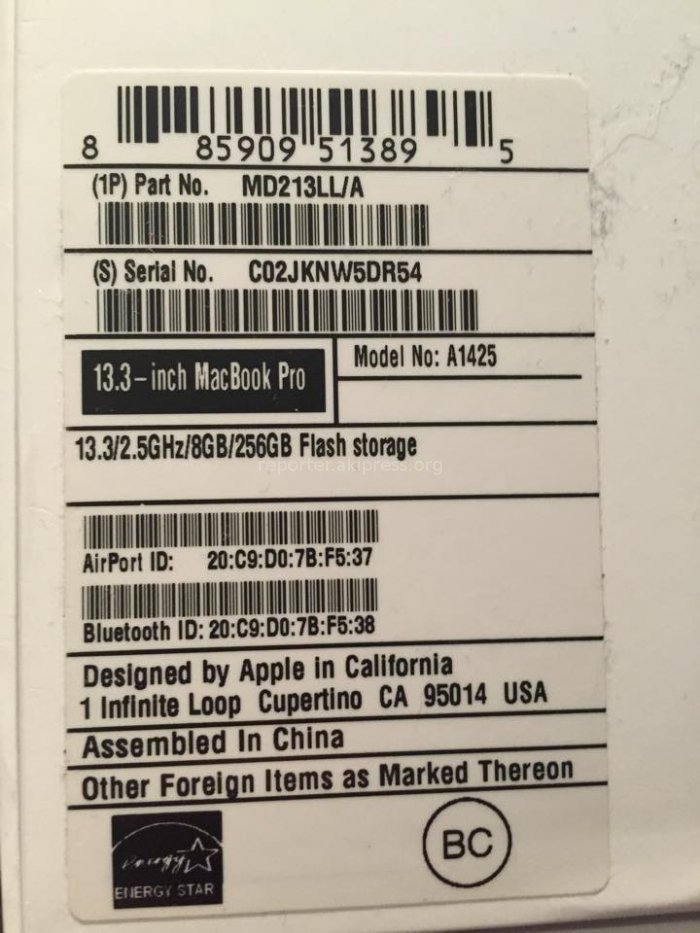 8 85909 51389 5
(1P) Part No. MD213LL/A
(S) Serial No. C02JKNW5DR54
13.3-inch MacBook Pro
Model No: A1425
13.3/2.5GHz/8GB/256GB Flash storage
reporter.akipress.org
AirPort ID: 20:C9:D0:7B:F5:37
Bluetooth ID: 20:C9:D0:7B:F5:38
Designed by Apple in California
1 Infinite Loop Cupertino CA 95014 USA
Assembled In China
Other Foreign Items as Marked Thereon
energy
ENERGY STAR
BC